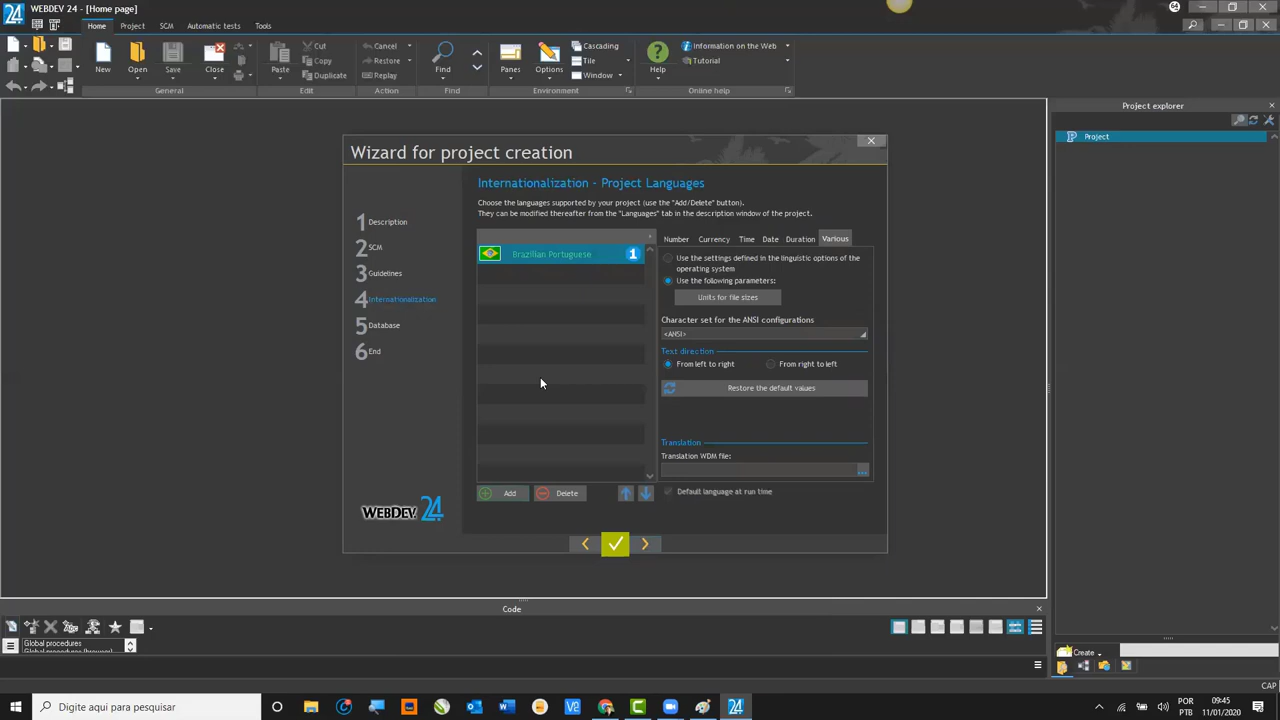 24 WEBDEV 24 - [Home page]
64
Home Project SCM Automatic tests Tools
New Open Save Close
Cut
Copy
Duplicate
Paste
Cancel
Restore
Replay
Find
Panes Options
Cascading
Tile
Window
Help
Information on the Web
Tutorial
General Edit Action Find Environment Online help
Project explorer
Project
Wizard for project creation
1 Description
2 SCM
3 Guidelines
4 Internationalization
5 Database
6 End
WEBDEV 24
Internationalization - Project Languages
Choose the languages supported by your project (use the "Add/Delete" button).
They can be modified thereafter from the "Languages" tab in the description window of the project.
Brazilian Portuguese 1
Number Currency Time Date Duration Various
Use the settings defined in the linguistic options of the
operating system
Use the following parameters:
Units for file sizes
Character set for the ANSI configurations
<ANSI>
Test direction
From left to right From right to left
Restore the default values
Translation
Translation WDM file:
...
Add Delete
Default language at run time
Code
Global procedures
Global procedures (browser)
Create
CAP
Digite aqui para pesquisar
24
POR
PTB
09:45
11/01/2020